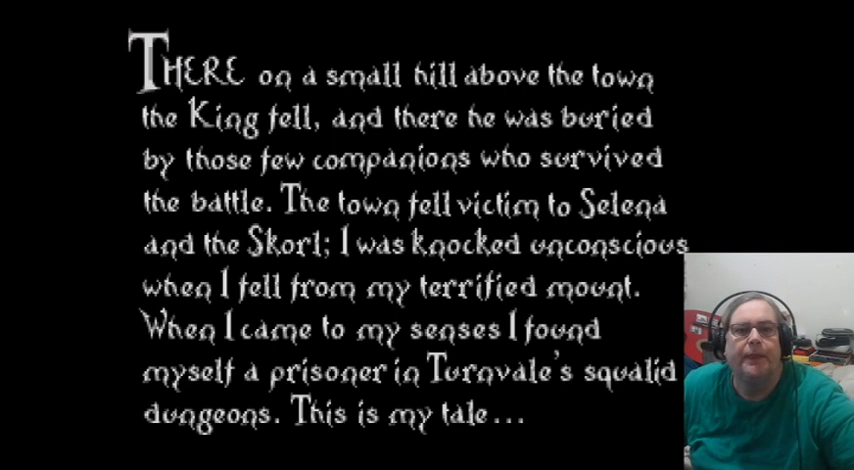 THERE on a small hill above the town
the King fell, and there he was buried
by those few companions who survived
the battle. The town fell victim to Selena
and the Skorl; I was knocked unconscious
when I fell from my terrified mount.
When I came to my senses I found
myself a prisoner in Turnvale's squalid
dungeons. This is my tale...